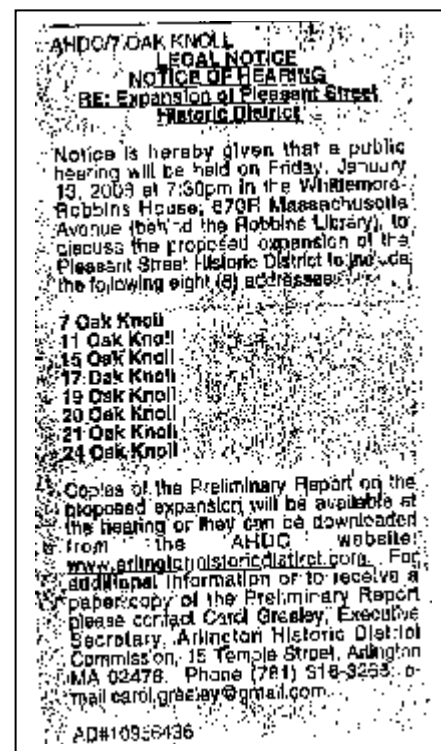 AHDC/7 OAK KNOLL
LEGAL NOTICE
NOTICE OF HEARING
RE: Expansion of Pleasant Street
Historic District
Notice is hereby given that a public
hearing will be held on Friday, January
at 7:30pm in the Whittemore-
Robbins House, 670R Massachusetts
Avenue (behind the Robbins Library), to
discuss the proposed expansion of the
Pleasant Street Historic District to include
the following eight (8) addresses:
7 Oak Knoll
11 Oak Knoll
15 Oak Knoll
17 Oak Knoll
19 Oak Knoll
20 Oak Knoll
21 Oak Knoll
24 Oak Knoll
Copies of the Preliminary Report on the
proposed expansion will be available at
the hearing or they can be downloaded
from the AHDC website:
For
additional information or to receive a
paper copy of the Preliminary Report
please contact Carol Greeley, Executive
Secretary, Arlington Historic District
Commission, 15 Temple Street, Arlington
MA 02476. Phone (781) e-
mail carol.greeley@gmail.com